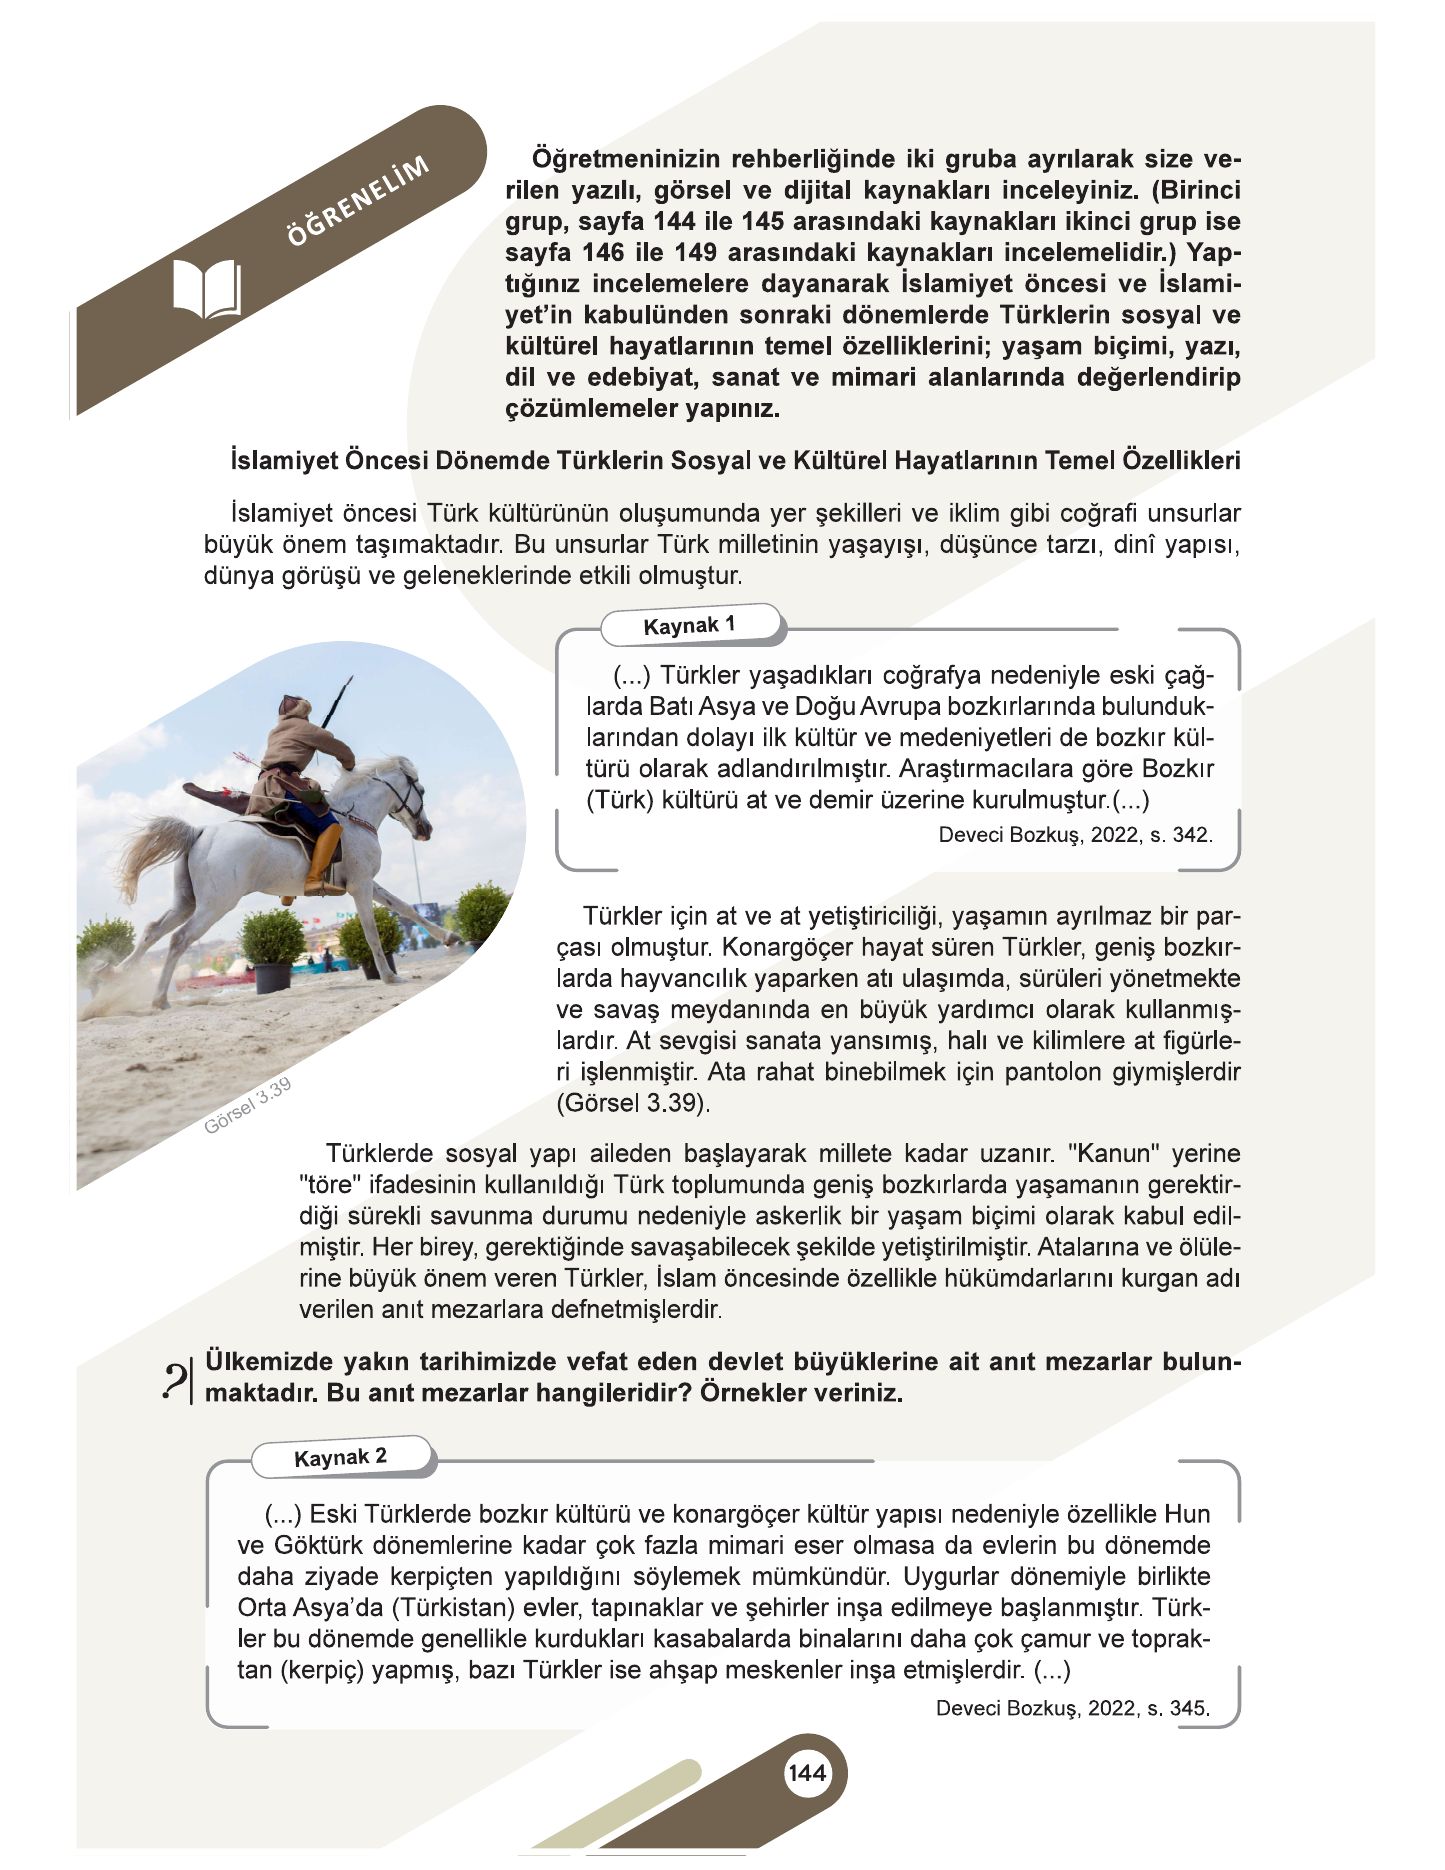 ÖĞRENELİM
Öğretmeninizin rehberliğinde iki gruba ayrılarak size ve-
rilen yazılı, görsel ve dijital kaynakları inceleyiniz. (Birinci
grup, sayfa 144 ile 145 arasındaki kaynakları ikinci grup ise
sayfa 146 ile 149 arasındaki kaynakları incelemelidir.) Yap-
tığınız incelemelere dayanarak İslamiyet öncesi ve İslami-
yet’in kabulünden sonraki dönemlerde Türklerin sosyal ve
kültürel hayatlarının temel özelliklerini; yaşam biçimi, yazı,
dil ve edebiyat, sanat ve mimari alanlarında değerlendirip
çözümlemeler yapınız.
İslamiyet Öncesi Dönemde Türklerin Sosyal ve Kültürel Hayatlarının Temel Özellikleri
İslamiyet öncesi Türk kültürünün oluşumunda yer şekilleri ve iklim gibi coğrafi unsurlar
büyük önem taşımaktadır. Bu unsurlar Türk milletinin yaşayışı, düşünce tarzı, dinî yapısı,
dünya görüşü ve geleneklerinde etkili olmuştur.
Kaynak 1
(...) Türkler yaşadıkları coğrafya nedeniyle eski çağ-
larda Batı Asya ve Doğu Avrupa bozkırlarında bulunduk-
larından dolayı ilk kültür ve medeniyetleri de bozkır kül-
türü olarak adlandırılmıştır. Araştırmacılara göre Bozkır
(Türk) kültürü at ve demir üzerine kurulmuştur.(...)
Deveci Bozkuş, 2022, s. 342.
Türkler için at ve at yetiştiriciliği, yaşamın ayrılmaz bir par-
çası olmuştur. Konargöçer hayat süren Türkler, geniş bozkır-
larda hayvancılık yaparken atı ulaşımda, sürüleri yönetmekte
ve savaş meydanında en büyük yardımcı olarak kullanmış-
lardır. At sevgisi sanata yansımış, halı ve kilimlere at figürle-
ri işlenmiştir. Ata rahat binebilmek için pantolon giymişlerdir
(Görsel 3.39).
Görsel 3.39
Türklerde sosyal yapı aileden başlayarak millete kadar uzanır. "Kanun" yerine
"töre" ifadesinin kullanıldığı Türk toplumunda geniş bozkırlarda yaşamanın gerektir-
diği sürekli savunma durumu nedeniyle askerlik bir yaşam biçimi olarak kabul edil-
miştir. Her birey, gerektiğinde savaşabilecek şekilde yetiştirilmiştir. Atalarına ve ölüle-
rine büyük önem veren Türkler, İslam öncesinde özellikle hükümdarlarını kurgan adı
verilen anıt mezarlara defnetmişlerdir.
? Ülkemizde yakın tarihimizde vefat eden devlet büyüklerine ait anıt mezarlar bulun-
maktadır. Bu anıt mezarlar hangileridir? Örnekler veriniz.
Kaynak 2
(...) Eski Türklerde bozkır kültürü ve konargöçer kültür yapısı nedeniyle özellikle Hun
ve Göktürk dönemlerine kadar çok fazla mimari eser olmasa da evlerin bu dönemde
daha ziyade kerpiçten yapıldığını söylemek mümkündür. Uygurlar dönemiyle birlikte
Orta Asya’da (Türkistan) evler, tapınaklar ve şehirler inşa edilmeye başlanmıştır. Türk-
ler bu dönemde genellikle kurdukları kasabalarda binalarını daha çok çamur ve toprak-
tan (kerpiç) yapmış, bazı Türkler ise ahşap meskenler inşa etmişlerdir. (...)
Deveci Bozkuş, 2022, s. 345.
144